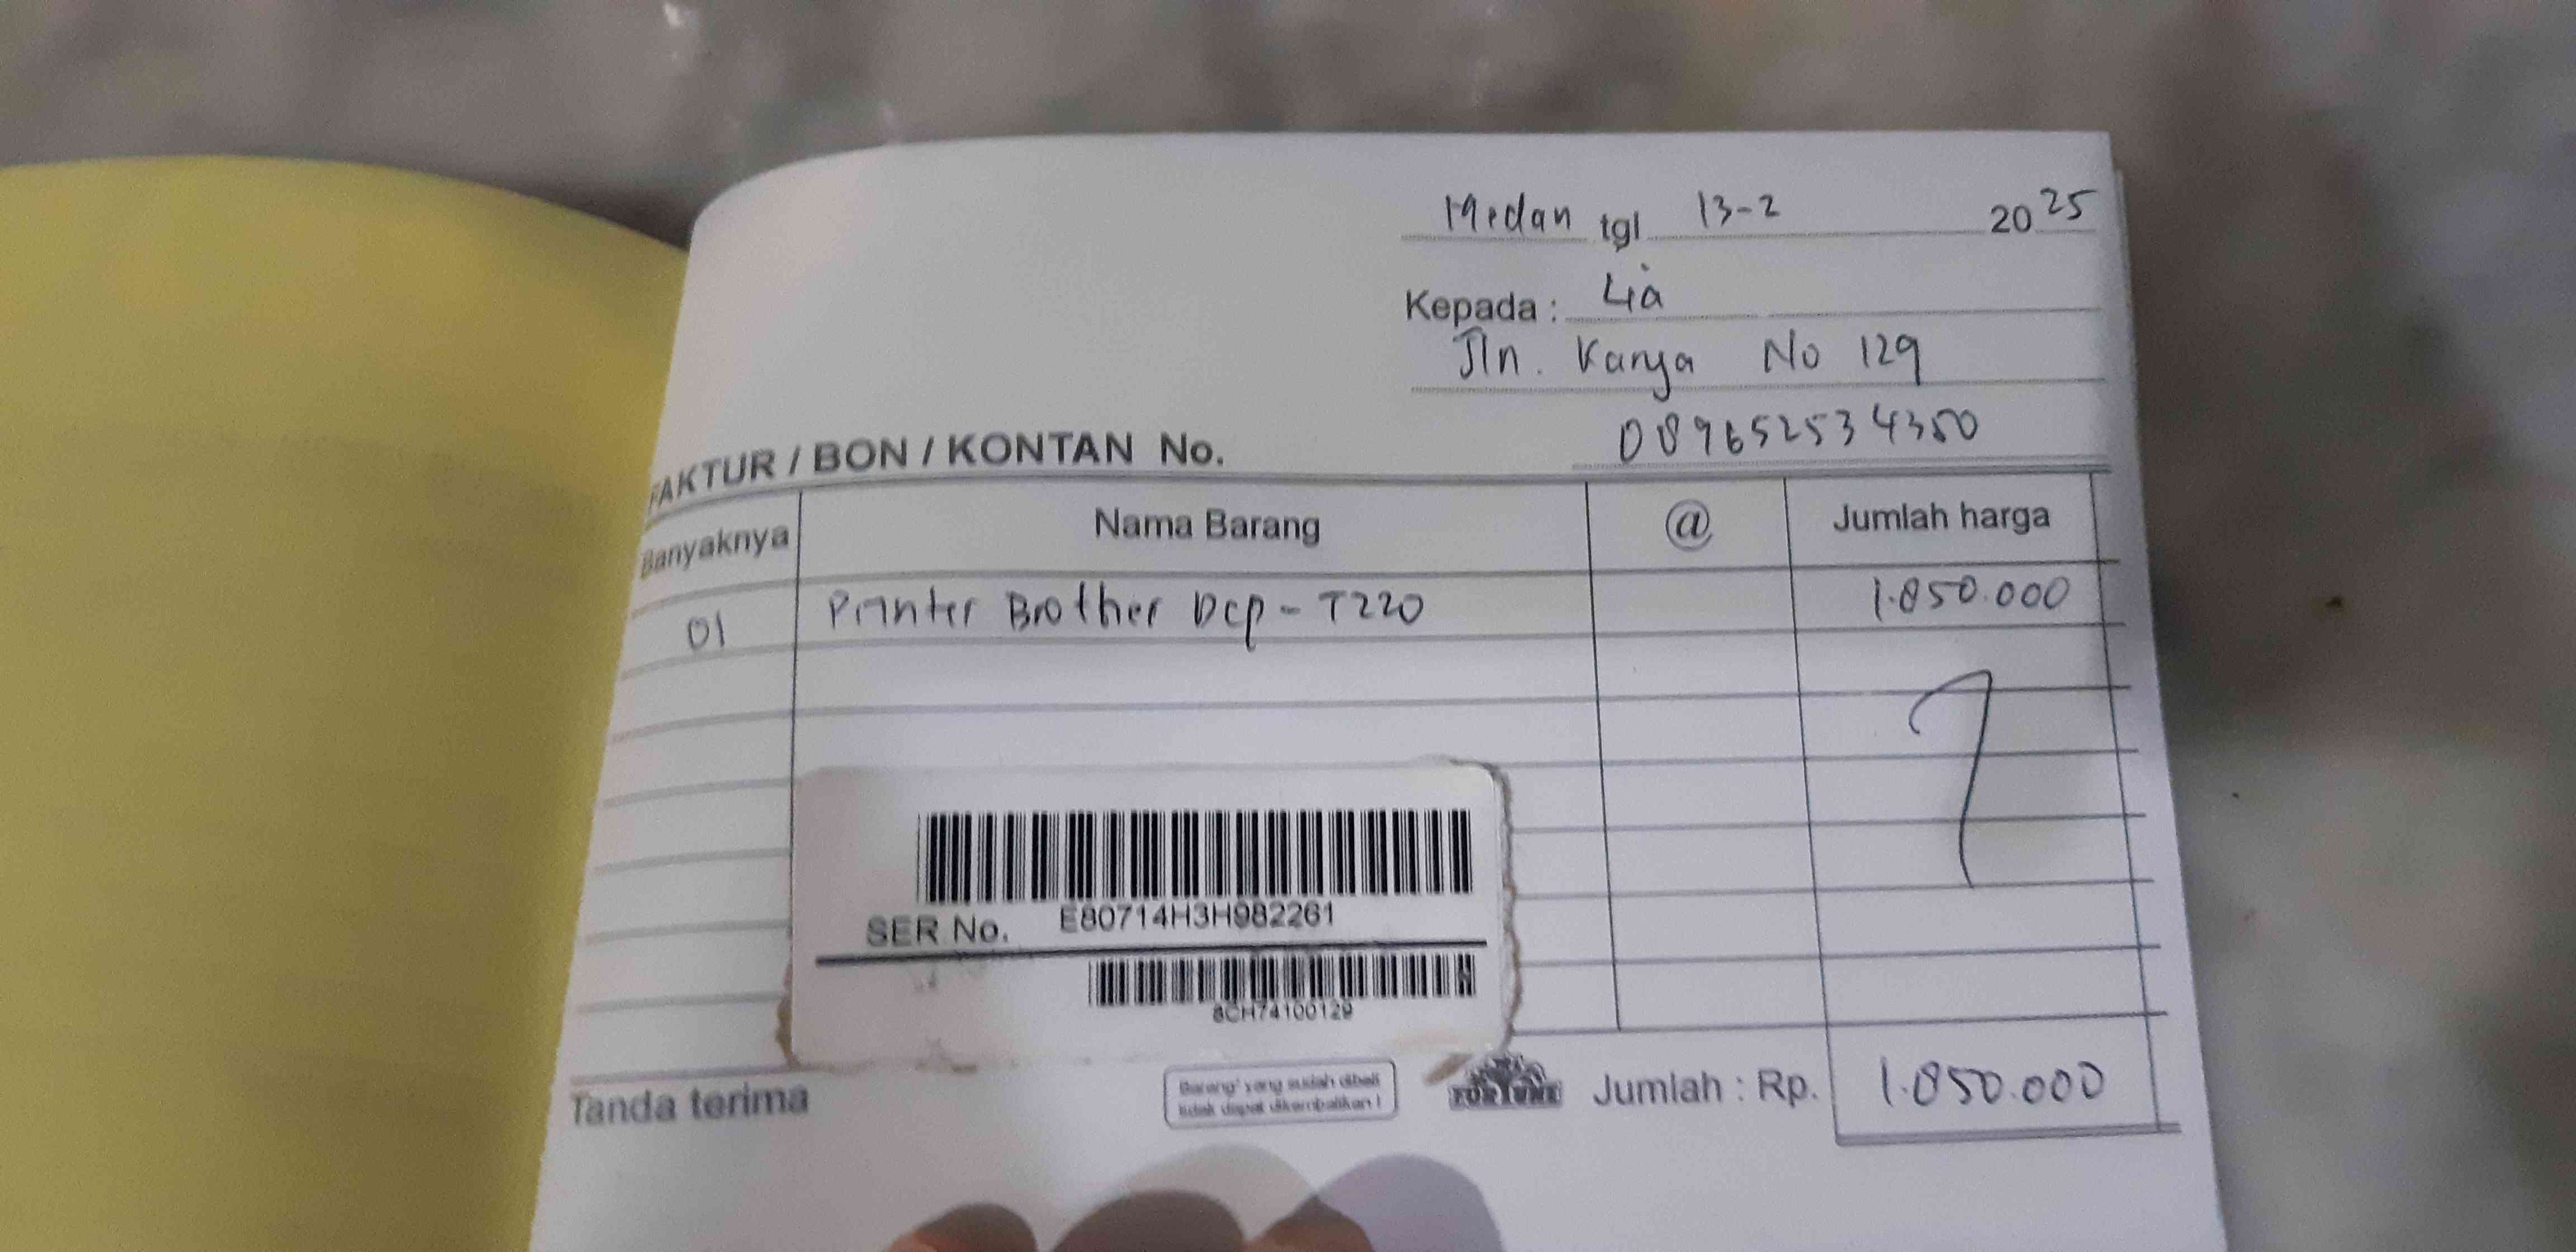 Medan tgl 13-2 2025
Kepada : Lia
Jln. Karya No 129
089652534350
FAKTUR / BON / KONTAN No.
Banyaknya Nama Barang @ Jumlah harga
01 Printer Brother Dcp-T220 1.850.000
SER No. E80714H3H982261
8CH74100129
Tanda terima
Barang² yang sudah dibeli
tidak dapat dikembalikan !
FORTUNE
Jumlah : Rp. 1.850.000